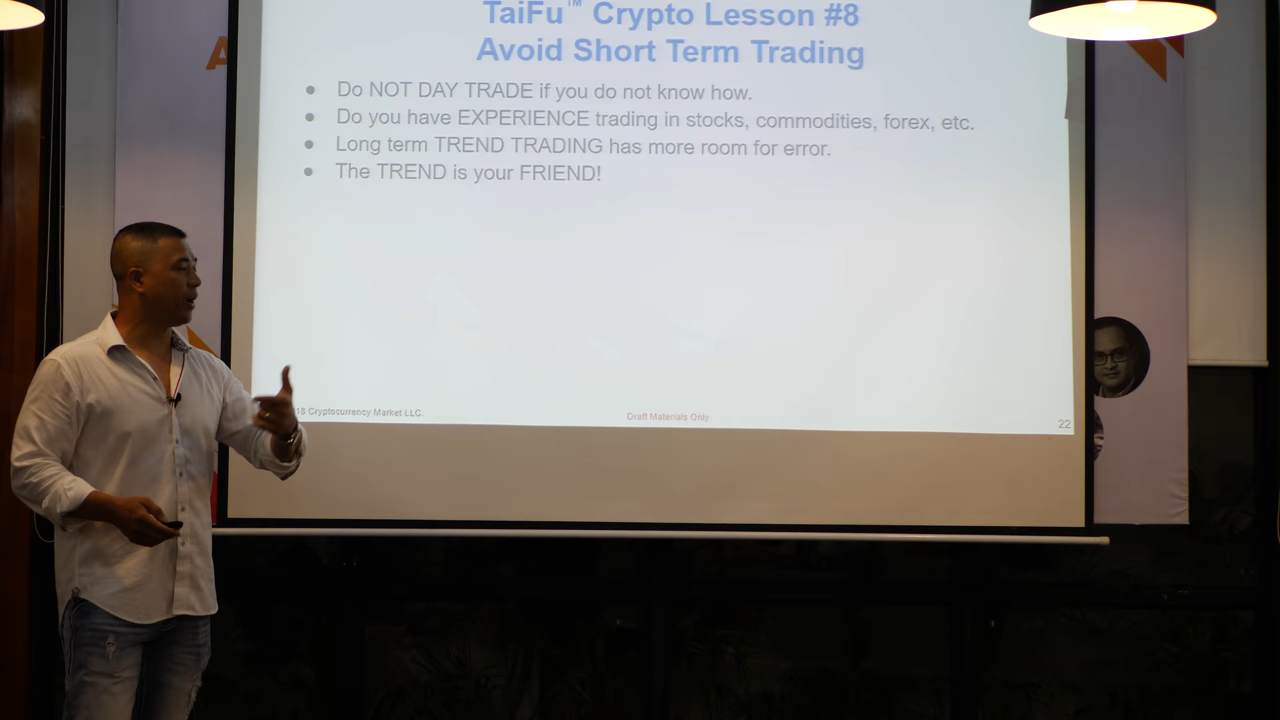 TaiFu™ Crypto Lesson #8
Avoid Short Term Trading
A
● Do NOT DAY TRADE if you do not know how.
● Do you have EXPERIENCE trading in stocks, commodities, forex, etc.
● Long term TREND TRADING has more room for error.
● The TREND is your FRIEND!
18 Cryptocurrency Market LLC.
Draft Materials Only
22